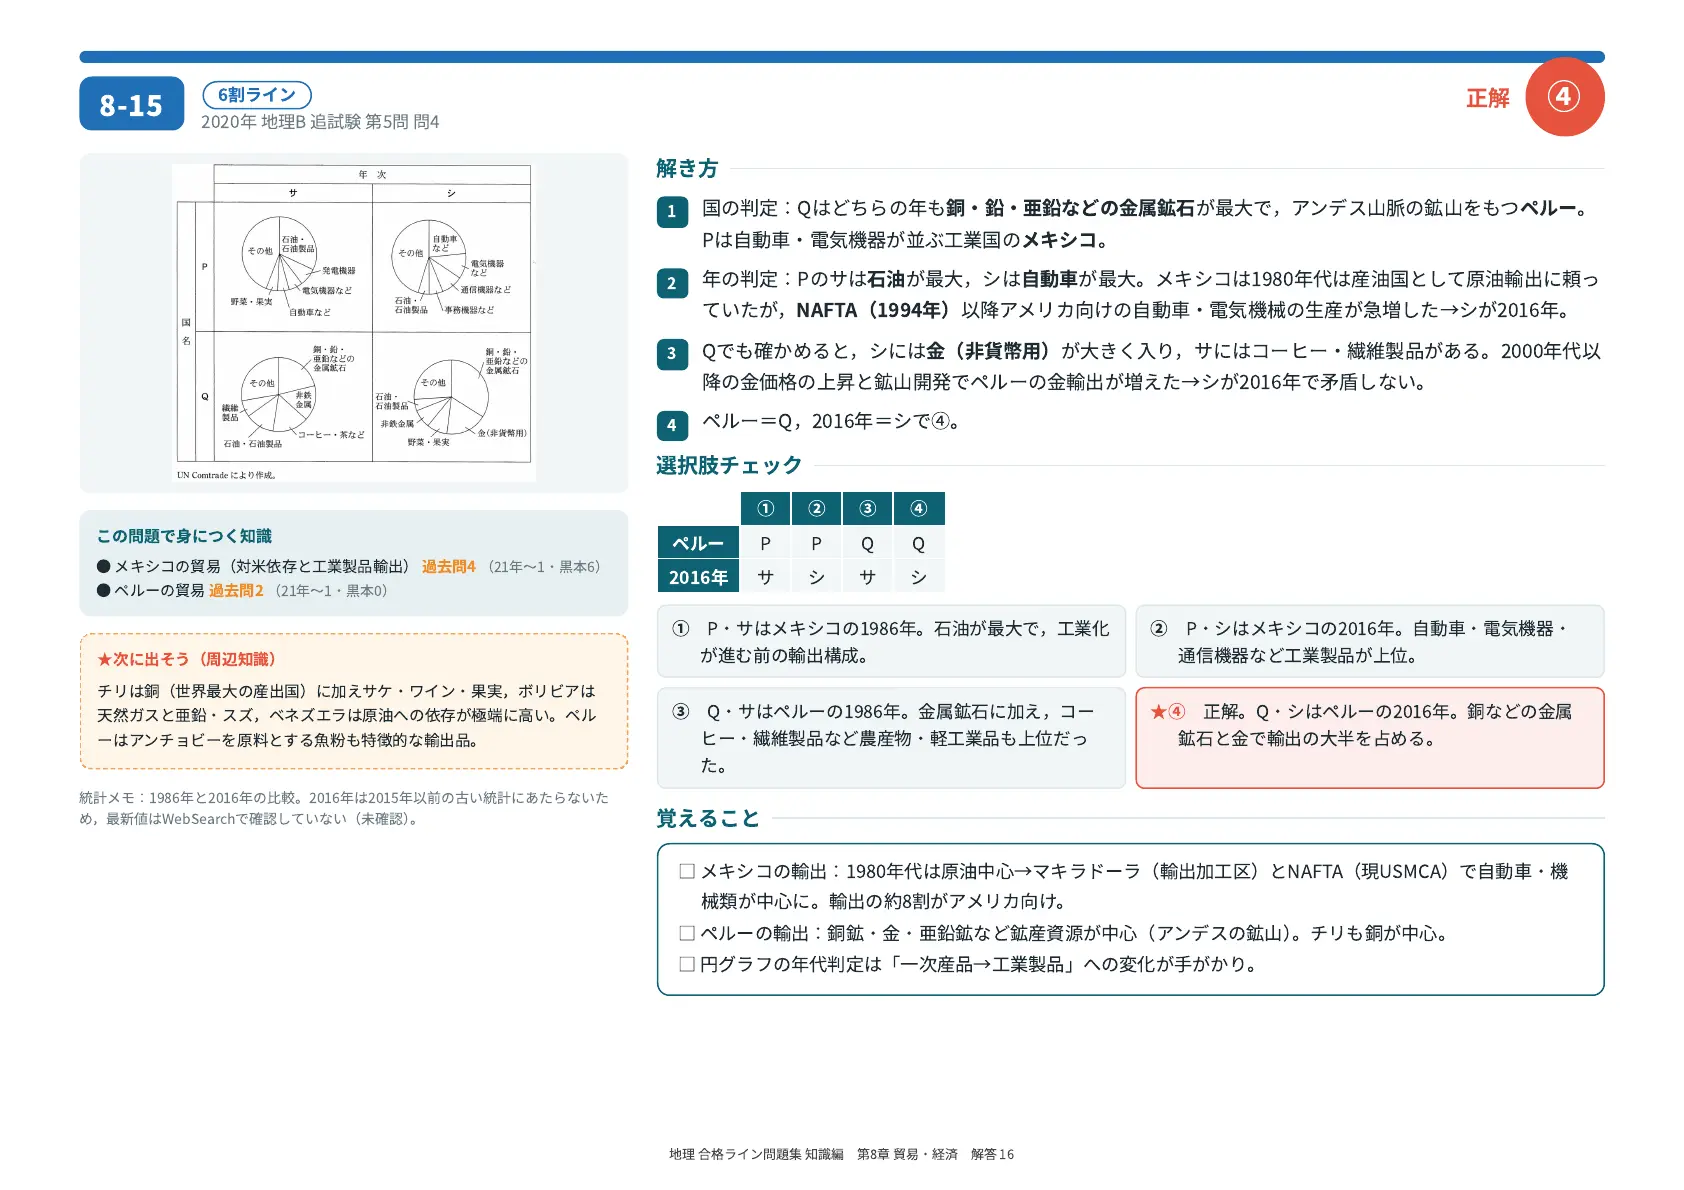 8-15
6割ライン
2020年 地理B 追試験 第5問 問4
正解
④
年 次
サ
シ
国名
P
その他
石油・
石油製品
発電機器
電気機器など
野菜・果実
自動車など
その他
自動車
など
電気機器
など
通信機器など
石油・
石油製品
事務機器など
Q
銅・鉛・
亜鉛などの
金属鉱石
その他
非鉄
金属
繊維
製品
コーヒー・茶など
石油・石油製品
銅・鉛・
亜鉛などの
金属鉱石
その他
石油・
石油製品
非鉄金属
野菜・果実
金(非貨幣用)
UN Comtrade により作成。
この問題で身につく知識
● メキシコの貿易（対米依存と工業製品輸出） 過去問4 （21年〜1・黒本6）
● ペルーの貿易 過去問2 （21年〜1・黒本0）
★次に出そう（周辺知識）
チリは銅（世界最大の産出国）に加えサケ・ワイン・果実，ボリビアは
天然ガスと亜鉛・スズ，ベネズエラは原油への依存が極端に高い。ペル
ーはアンチョビーを原料とする魚粉も特徴的な輸出品。
統計メモ：1986年と2016年の比較。2016年は2015年以前の古い統計にあたらないた
め，最新値はWebSearchで確認していない（未確認）。
解き方
1 国の判定：Qはどちらの年も銅・鉛・亜鉛などの金属鉱石が最大で，アンデス山脈の鉱山をもつペルー。
Pは自動車・電気機器が並ぶ工業国のメキシコ。
2 年の判定：Pのサは石油が最大，シは自動車が最大。メキシコは1980年代は産油国として原油輸出に頼っ
ていたが，NAFTA（1994年）以降アメリカ向けの自動車・電気機械の生産が急増した→シが2016年。
3 Qでも確かめると，シには金（非貨幣用）が大きく入り，サにはコーヒー・繊維製品がある。2000年代以
降の金価格の上昇と鉱山開発でペルーの金輸出が増えた→シが2016年で矛盾しない。
4 ペルー＝Q，2016年＝シで④。
選択肢チェック
① ② ③ ④
ペルー P P Q Q
2016年 サ シ サ シ
① P・サはメキシコの1986年。石油が最大で，工業化
が進む前の輸出構成。
② P・シはメキシコの2016年。自動車・電気機器・
通信機器など工業製品が上位。
③ Q・サはペルーの1986年。金属鉱石に加え，コー
ヒー・繊維製品など農産物・軽工業品も上位だっ
た。
★④ 正解。Q・シはペルーの2016年。銅などの金属
鉱石と金で輸出の大半を占める。
覚えること
□ メキシコの輸出：1980年代は原油中心→マキラドーラ（輸出加工区）とNAFTA（現USMCA）で自動車・機
械類が中心に。輸出の約8割がアメリカ向け。
□ ペルーの輸出：銅鉱・金・亜鉛鉱など鉱産資源が中心（アンデスの鉱山）。チリも銅が中心。
□ 円グラフの年代判定は「一次産品→工業製品」への変化が手がかり。
地理 合格ライン問題集 知識編 第8章 貿易・経済 解答16